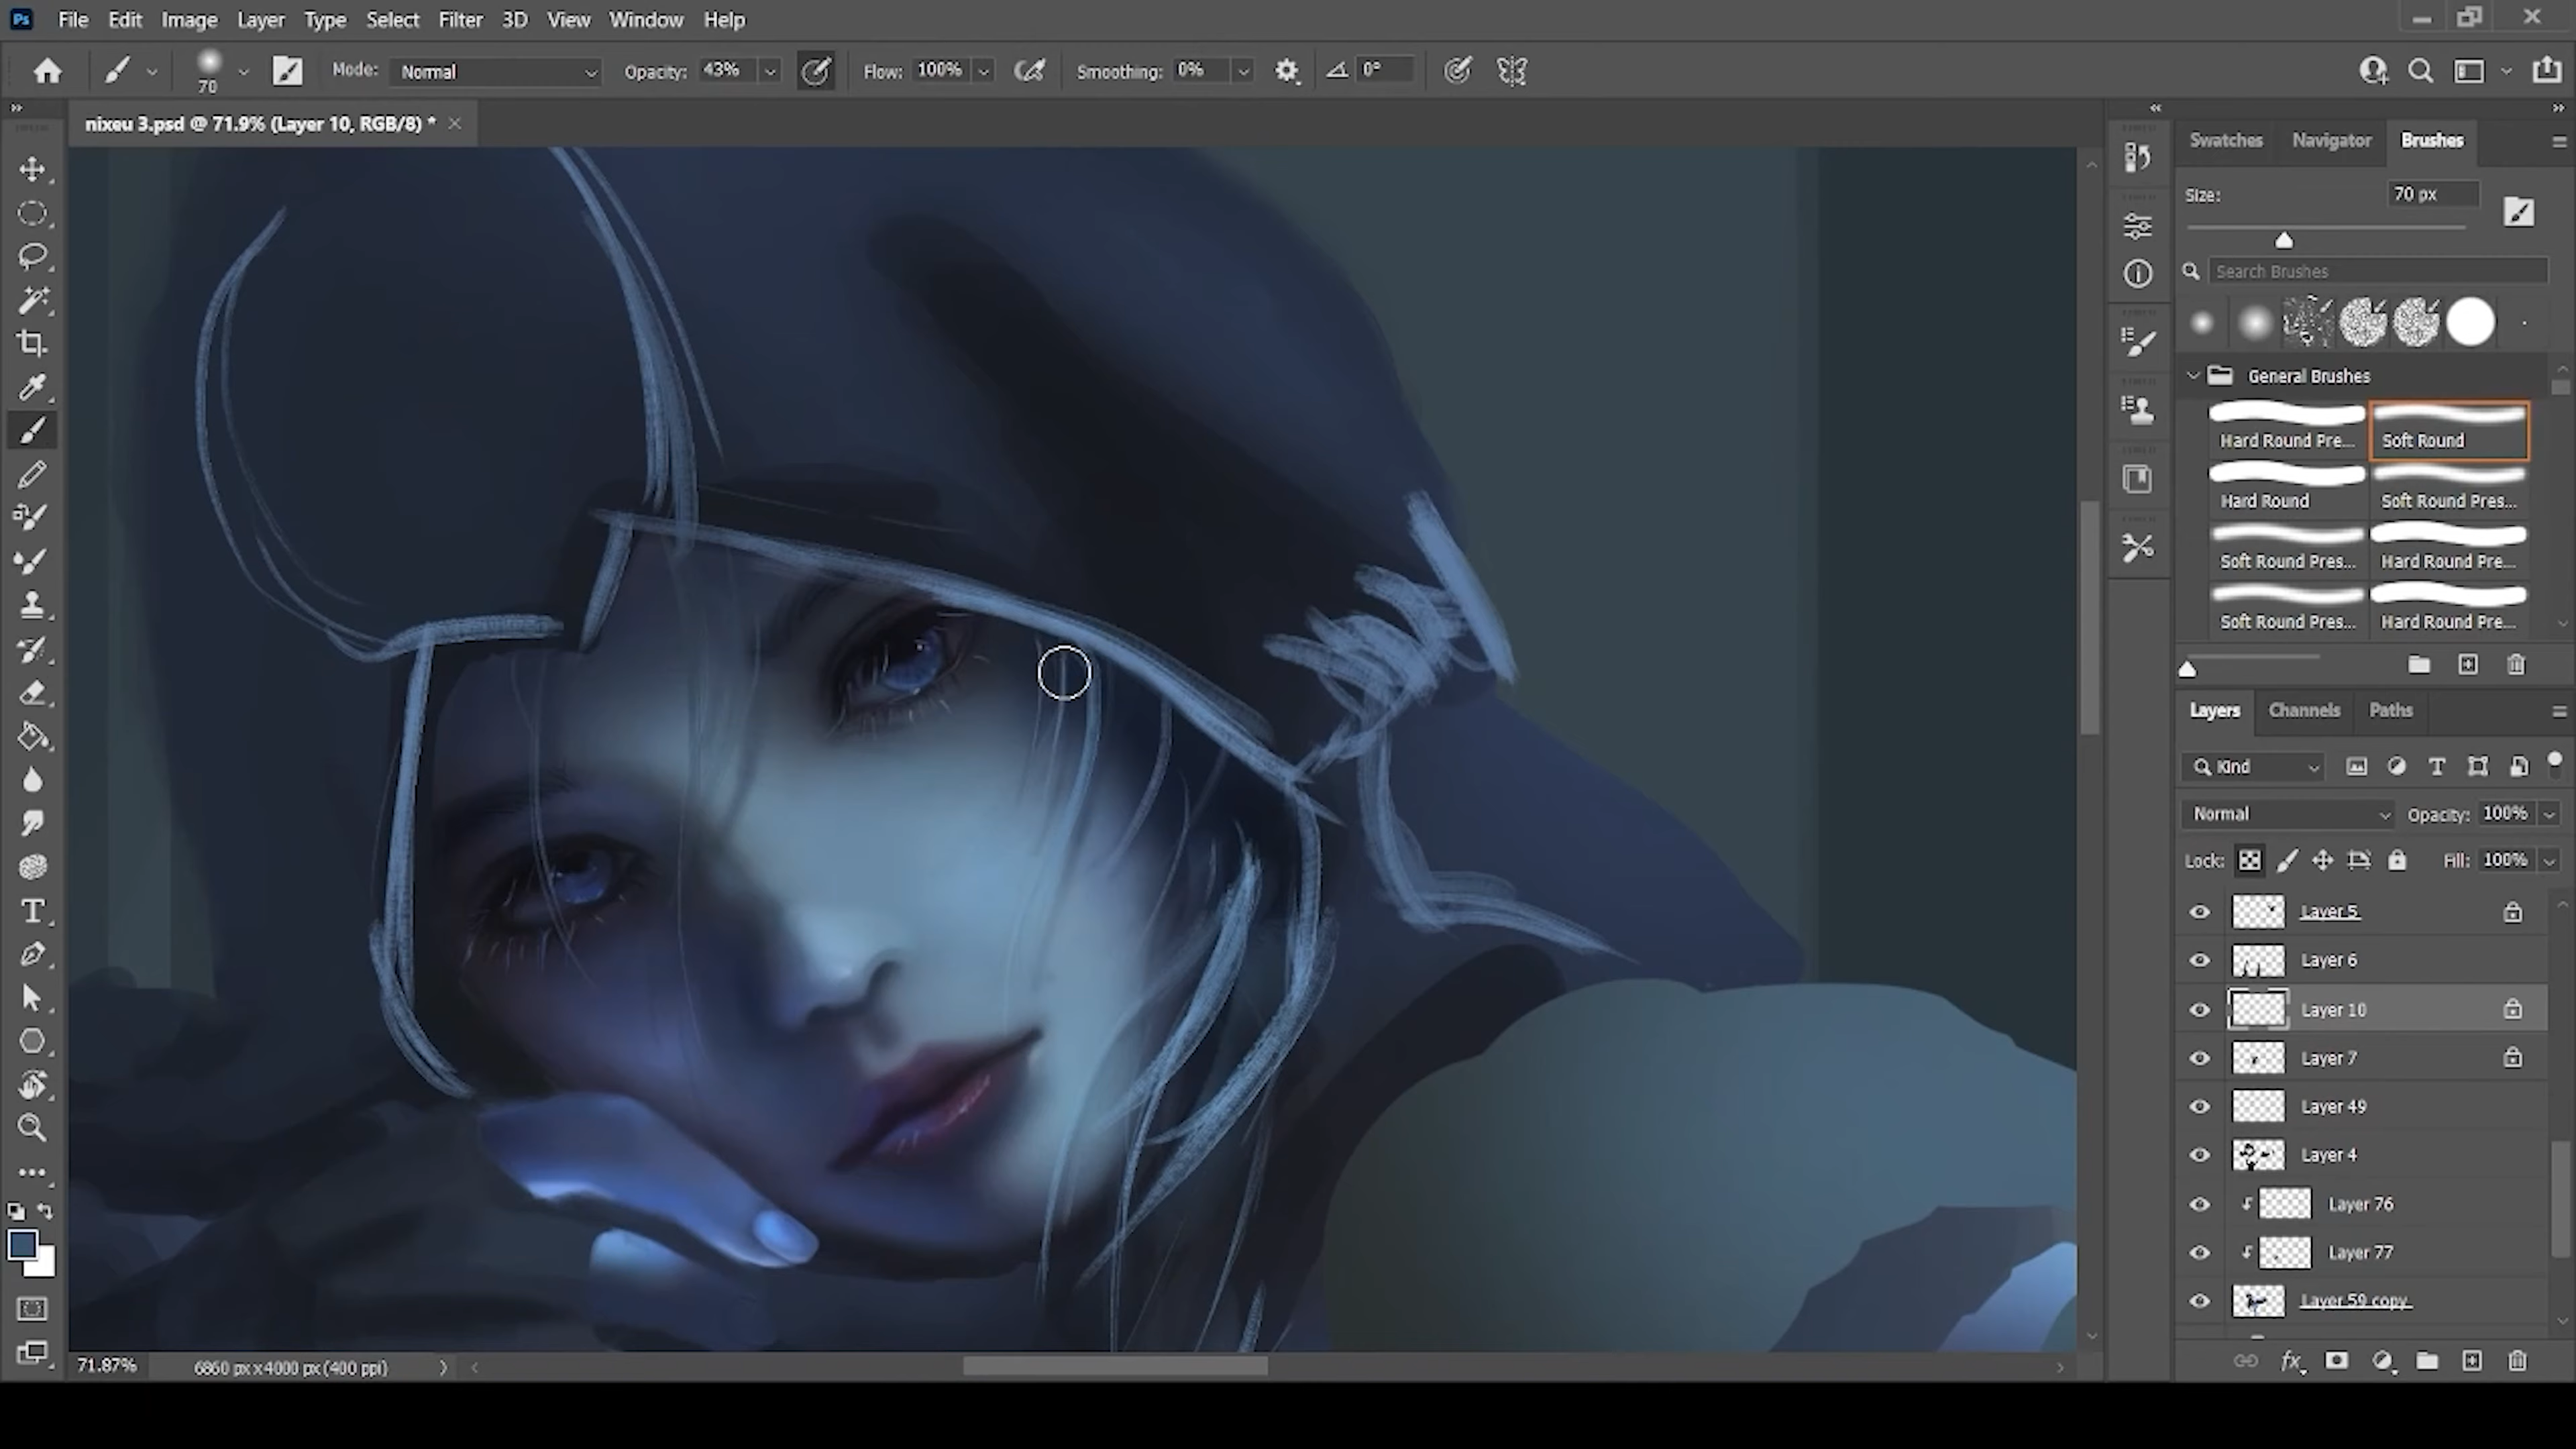 Ps File Edit Image Layer Type Select Filter 3D View Window Help
70 Mode: Normal Opacity: 43% Flow: 100% Smoothing: 0% 0°
nixeu 3.psd @ 71.9% (Layer 10, RGB/8) *
Swatches Navigator Brushes
Size: 70 px
Search Brushes
General Brushes
Hard Round Pre... Soft Round
Hard Round Soft Round Pres...
Soft Round Pres... Hard Round Pre...
Soft Round Pres... Hard Round Pre...
Layers Channels Paths
Kind
Normal Opacity: 100%
Lock: Fill: 100%
Layer 5
Layer 6
Layer 10
Layer 7
Layer 49
Layer 4
Layer 76
Layer 77
Layer 59 copy
fx
71.87% 6860 px x 4000 px (400 ppi)